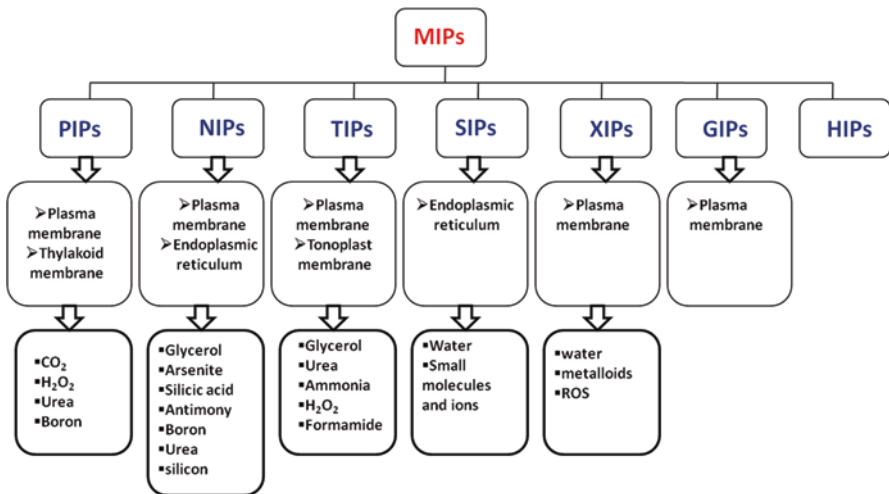 MIPs
PIPs
NIPs
TIPs
SIPs
XIPs
GIPs
HIPs
➢Plasma
membrane
➢Thylakoid
membrane
➢Plasma
membrane
➢Endoplasmic
reticulum
➢Plasma
membrane
➢Tonoplast
membrane
➢Endoplasmic
reticulum
➢Plasma
membrane
➢Plasma
membrane
▪CO₂
▪H₂O₂
▪Urea
▪Boron
▪Glycerol
▪Arsenite
▪Silicic acid
▪Antimony
▪Boron
▪Urea
▪silicon
▪Glycerol
▪Urea
▪Ammonia
▪H₂O₂
▪Formamide
▪Water
▪Small
molecules
and ions
▪water
▪metalloids
▪ROS